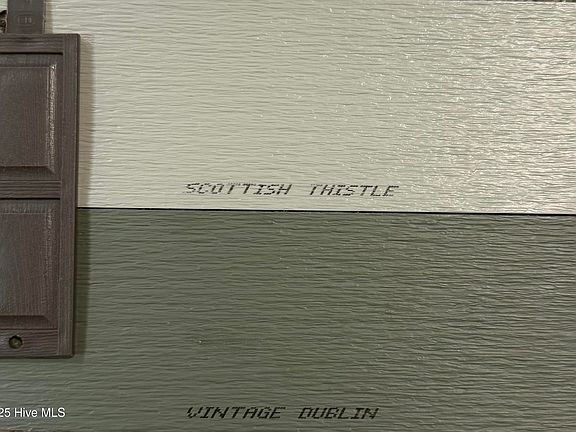 SCOTTISH THISTLE
VINTAGE DUBLIN
25 Hive MLS